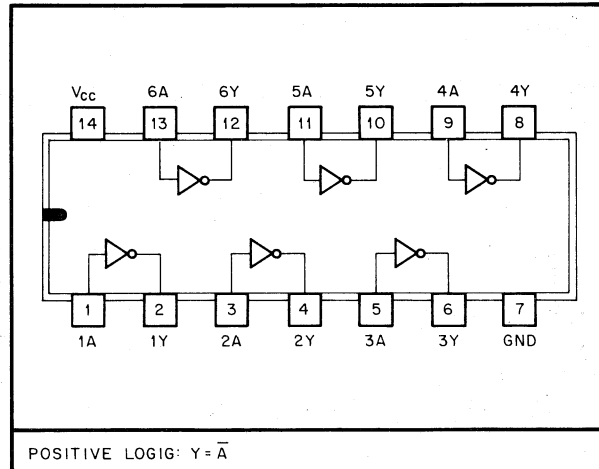 Vcc 6A 6Y 5A 5Y 4A 4Y
14 13 12 11 10 9 8
1 2 3 4 5 6 7
1A 1Y 2A 2Y 3A 3Y GND
POSITIVE LOGIG: Y = A̅